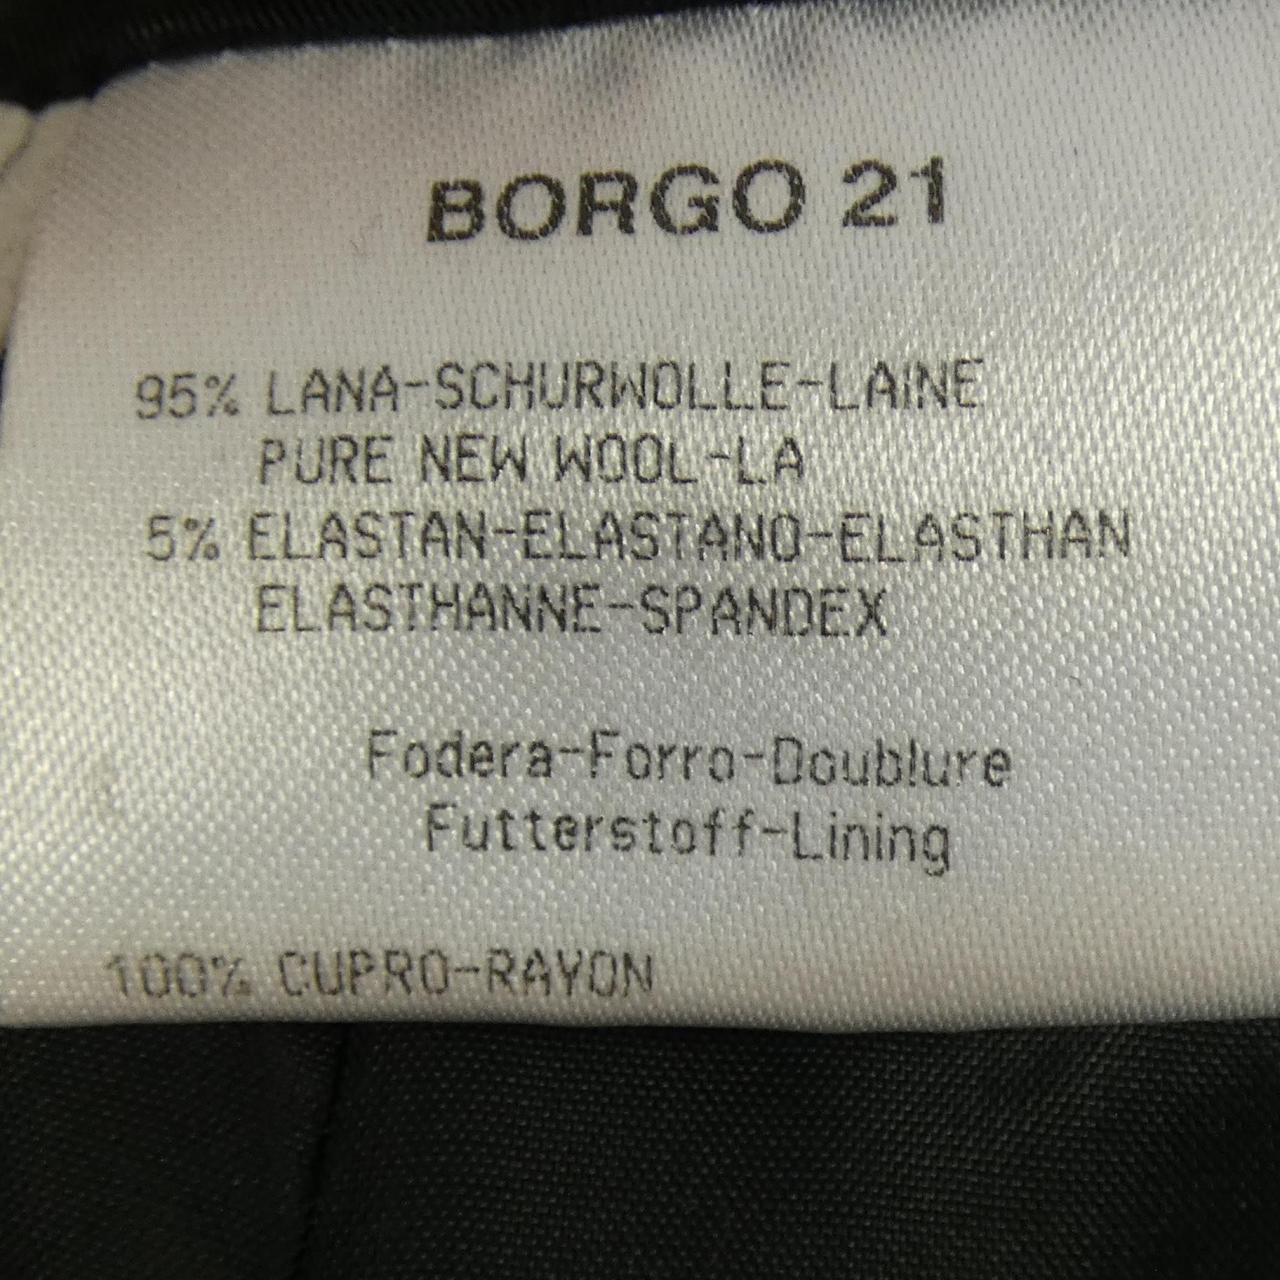 BORGO 21
95% LANA-SCHURWOLLE-LAINE
PURE NEW WOOL-LA
5% ELASTAN-ELASTANO-ELASTHAN
ELASTHANNE-SPANDEX
Fodera-Forro-Doublure
Futterstoff-Lining
100% CUPRO-RAYON